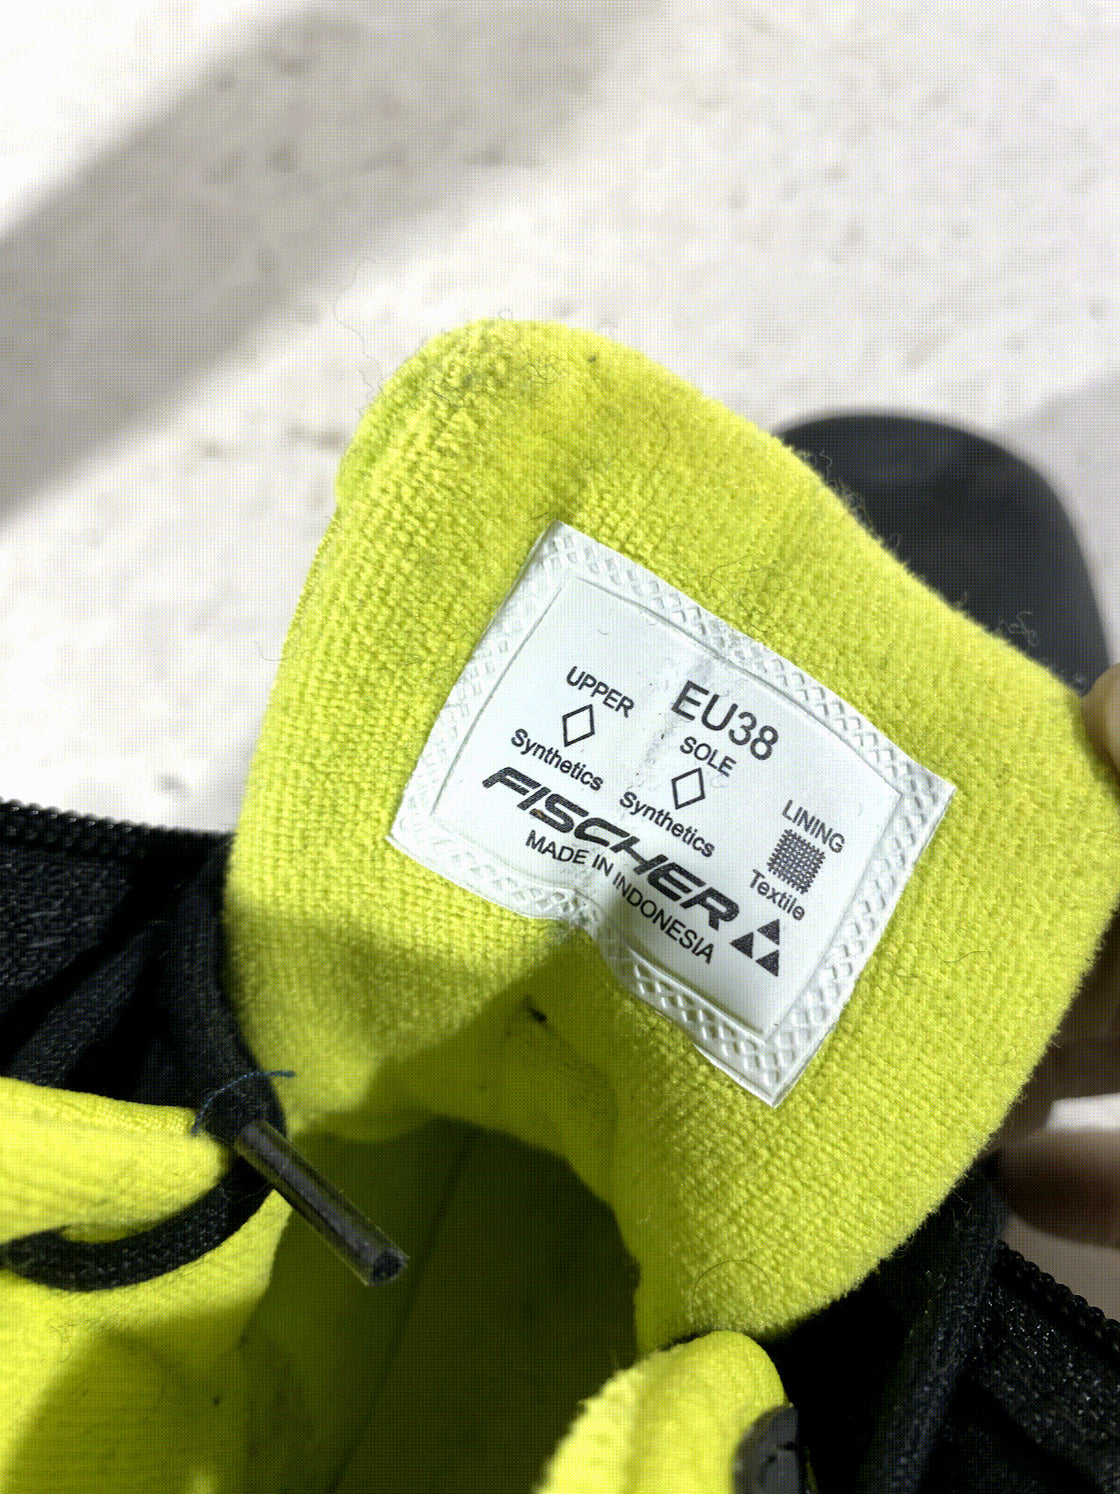 EU38
UPPER
Synthetics
SOLE
Synthetics
LINING
Textile
FISCHER
MADE IN INDONESIA